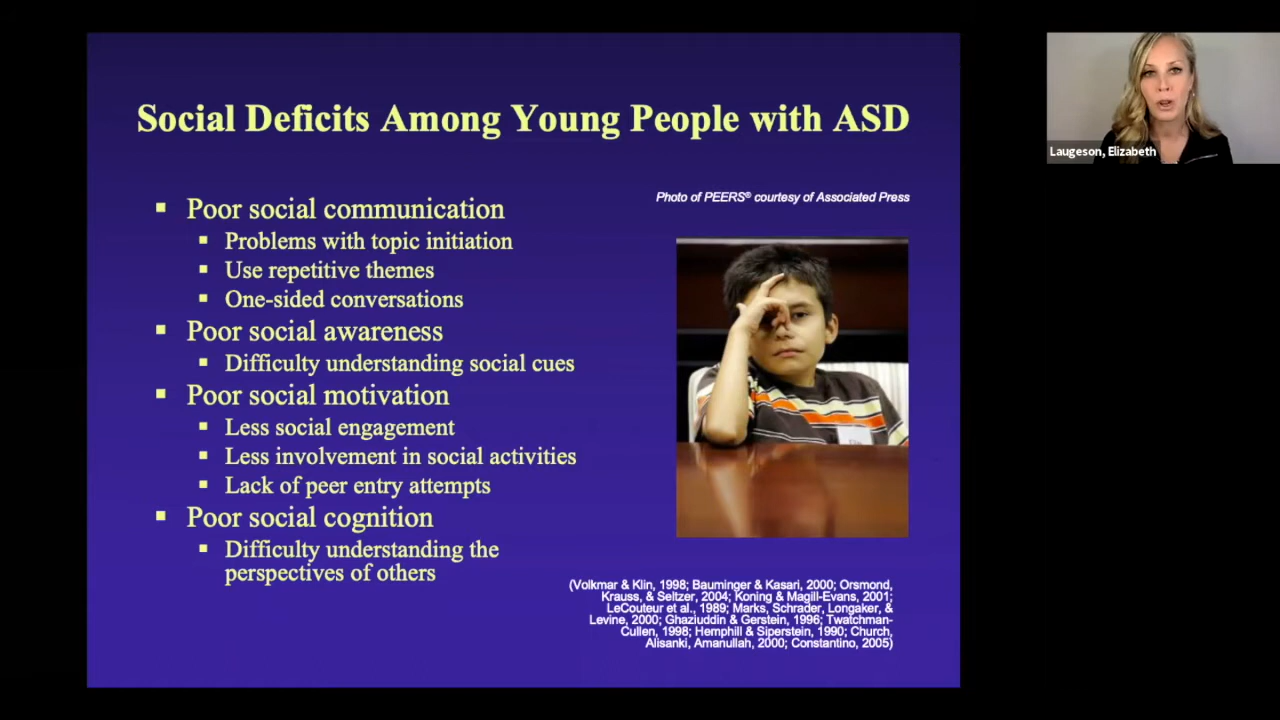 Social Deficits Among Young People with ASD
Laugeson, Elizabeth
Photo of PEERS® courtesy of Associated Press
▪ Poor social communication
▪ Problems with topic initiation
▪ Use repetitive themes
▪ One-sided conversations
▪ Poor social awareness
▪ Difficulty understanding social cues
▪ Poor social motivation
▪ Less social engagement
▪ Less involvement in social activities
▪ Lack of peer entry attempts
▪ Poor social cognition
▪ Difficulty understanding the
perspectives of others
(Volkmar & Klin, 1998; Bauminger & Kasari, 2000; Orsmond,
Krauss, & Seltzer, 2004; Koning & Magill-Evans, 2001;
LeCouteur et al., 1989; Marks, Schrader, Longaker, &
Levine, 2000; Ghaziuddin & Gerstein, 1996; Twatchman-
Cullen, 1998; Hemphill & Siperstein, 1990; Church,
Alisanki, Amanullah, 2000; Constantino, 2005)